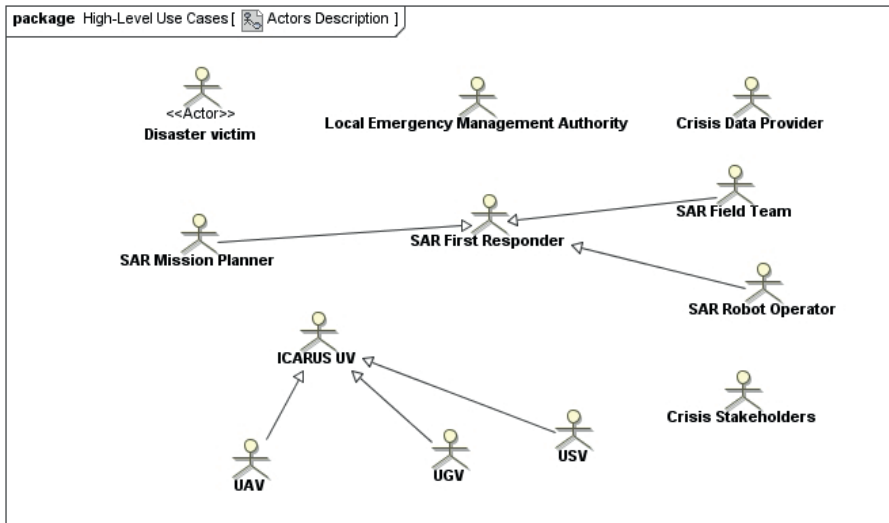 package High-Level Use Cases [ Actors Description ]
<<Actor>>
Disaster victim
Local Emergency Management Authority
Crisis Data Provider
SAR Field Team
SAR First Responder
SAR Mission Planner
SAR Robot Operator
ICARUS UV
Crisis Stakeholders
USV
UGV
UAV